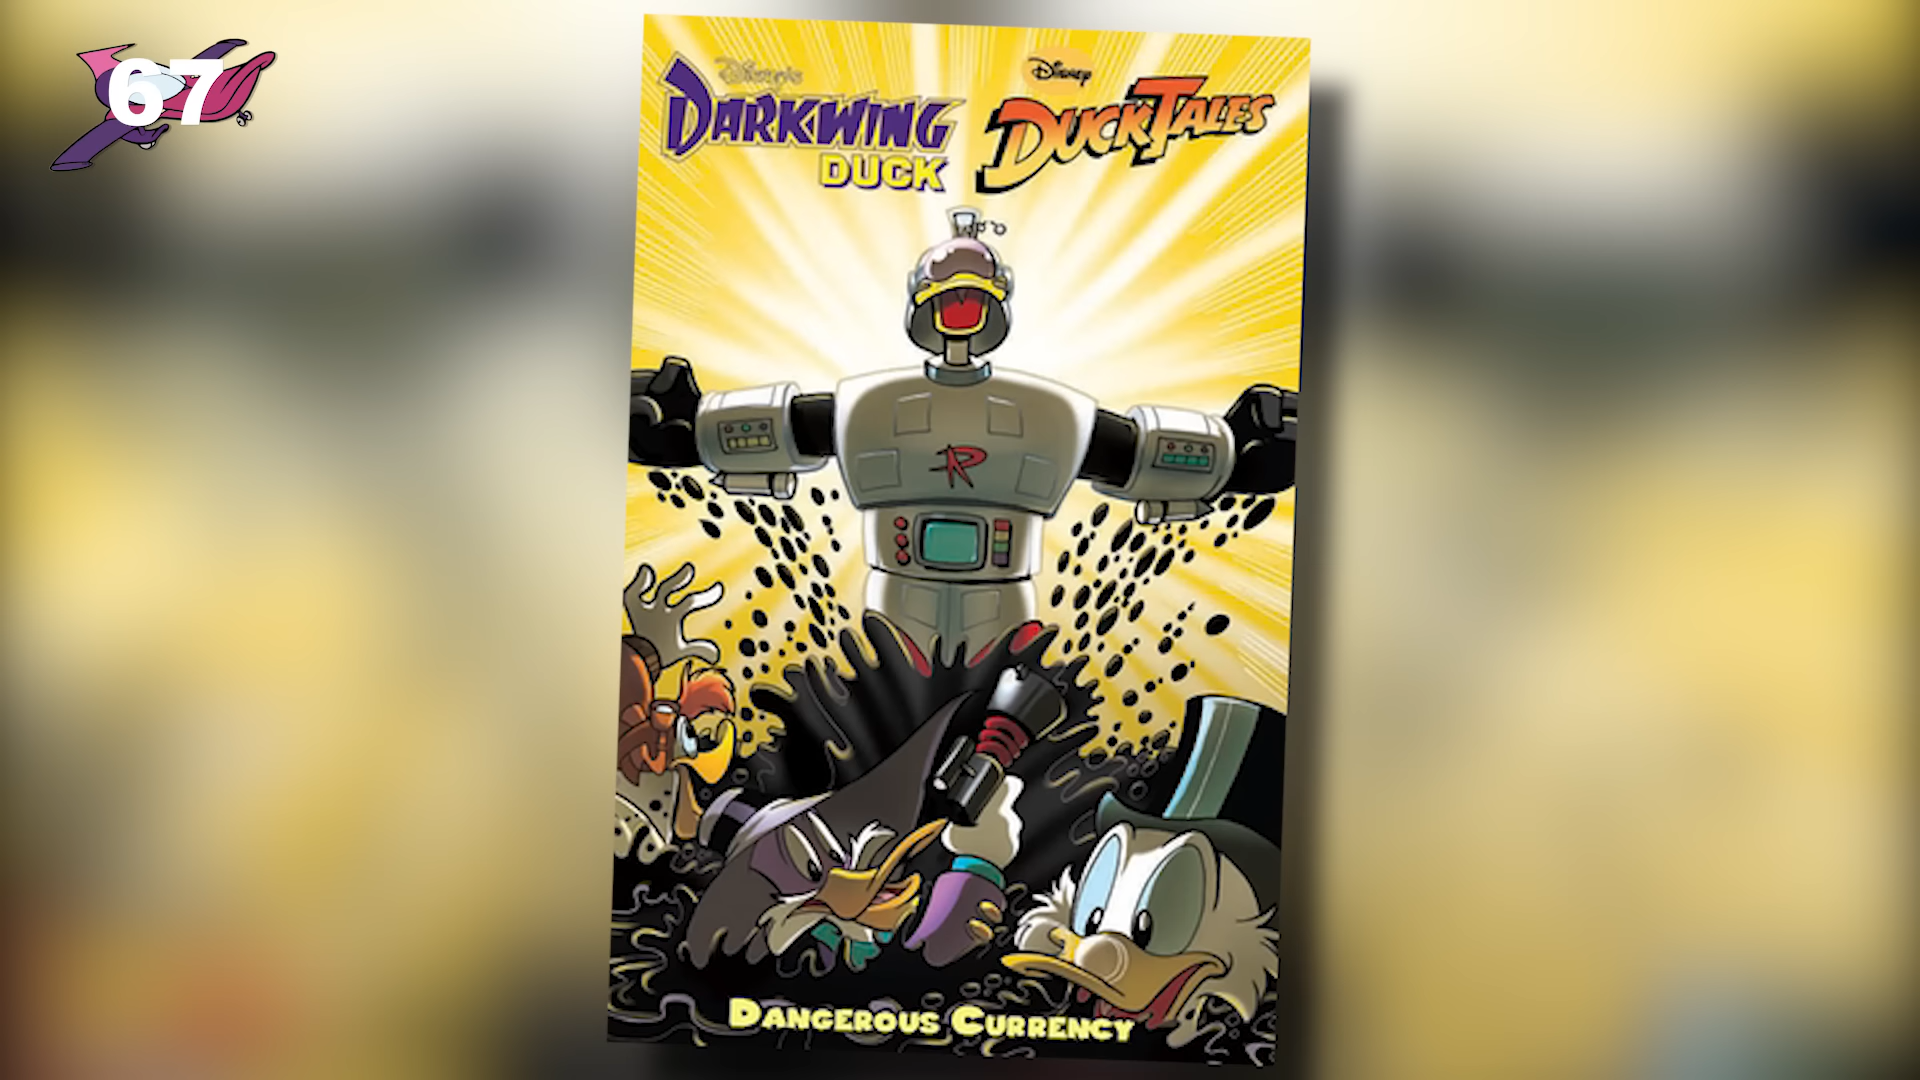 67
Disney's
DARKWING
DUCK
Disney
DUCKTALES
R
DANGEROUS CURRENCY